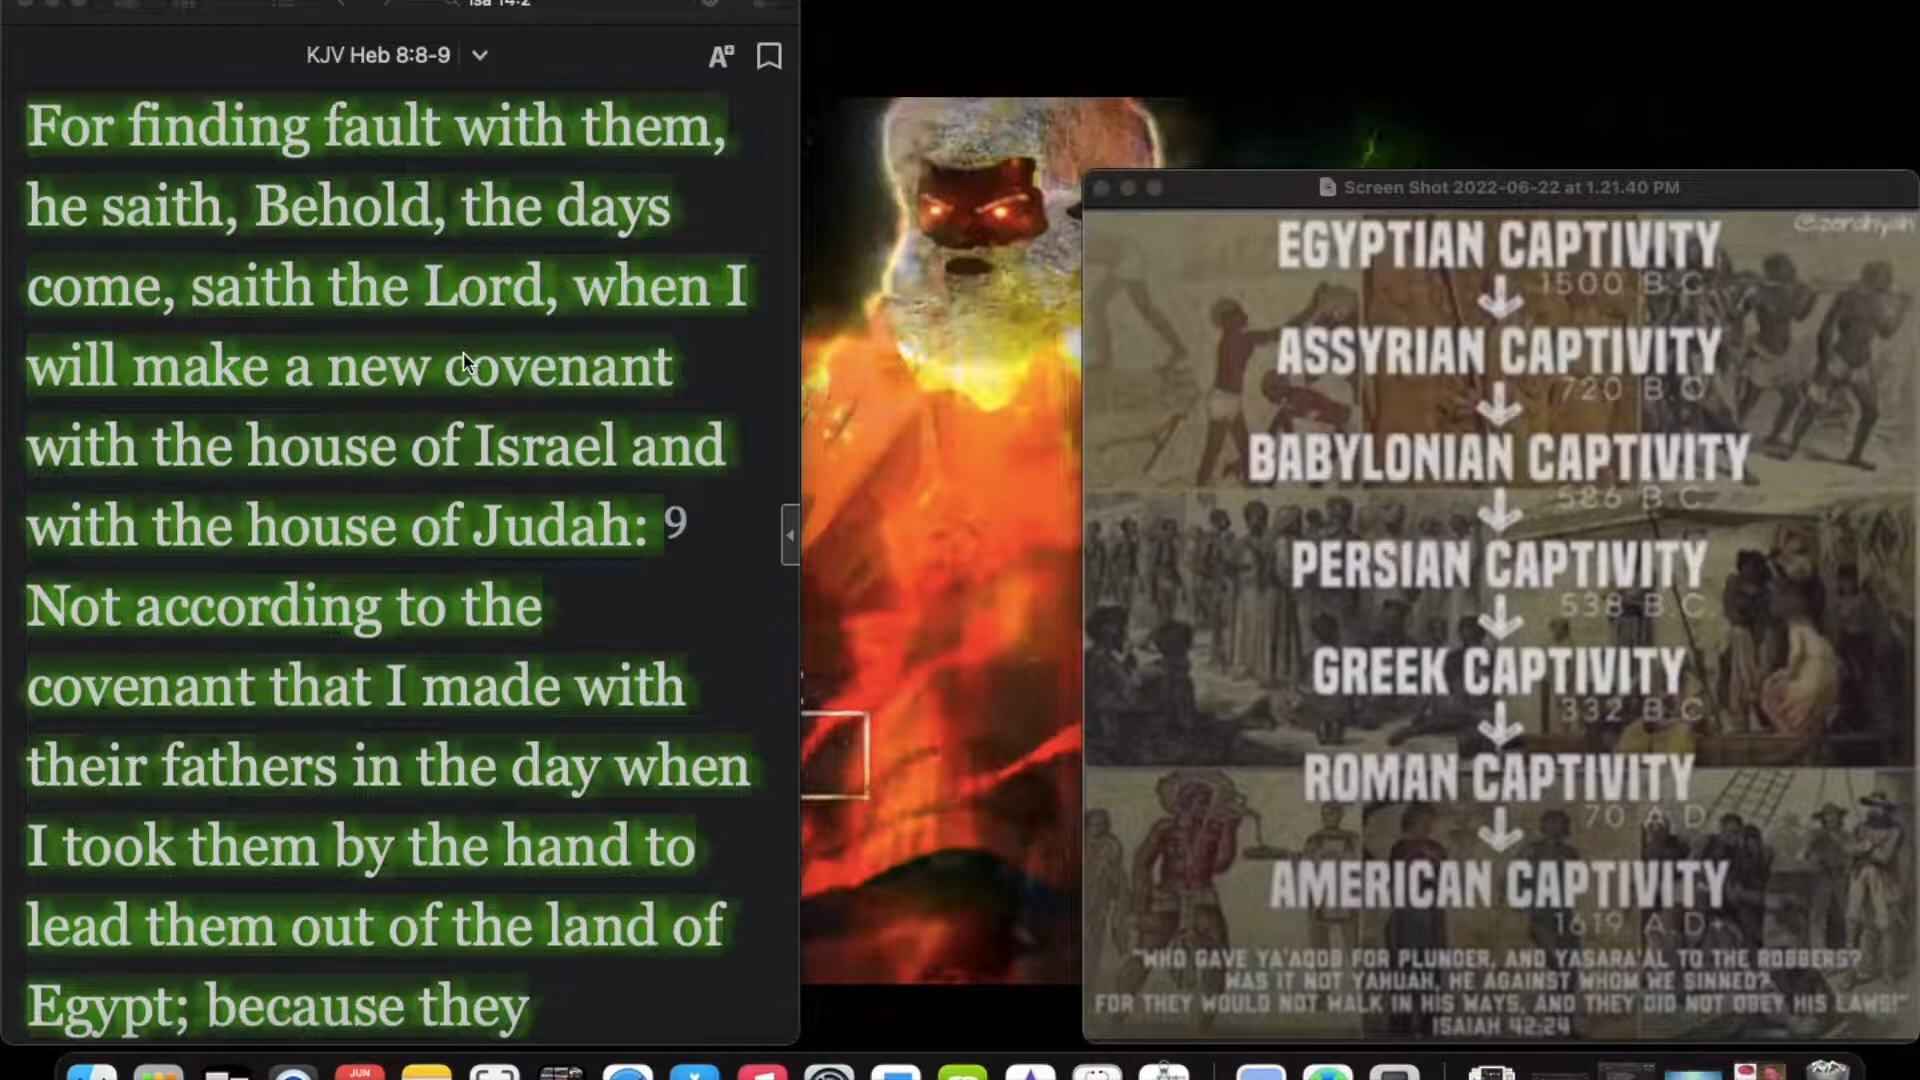 isa 14:2
KJV Heb 8:8-9
For finding fault with them,
he saith, Behold, the days
come, saith the Lord, when I
will make a new covenant
with the house of Israel and
with the house of Judah: 9
Not according to the
covenant that I made with
their fathers in the day when
I took them by the hand to
lead them out of the land of
Egypt; because they
Screen Shot 2022-06-22 at 1.21.40 PM
@zerahyah
EGYPTIAN CAPTIVITY
1500 B.C.
ASSYRIAN CAPTIVITY
720 B.C.
BABYLONIAN CAPTIVITY
586 B.C.
PERSIAN CAPTIVITY
538 B.C.
GREEK CAPTIVITY
332 B.C.
ROMAN CAPTIVITY
70 A.D.
AMERICAN CAPTIVITY
1619 A.D+
"WHO GAVE YA'AQOB FOR PLUNDER, AND YASARA'AL TO THE ROBBERS?
WAS IT NOT YAHUAH, HE AGAINST WHOM WE SINNED?
FOR THEY WOULD NOT WALK IN HIS WAYS, AND THEY DID NOT OBEY HIS LAWS!"
ISAIAH 42:24
JUN